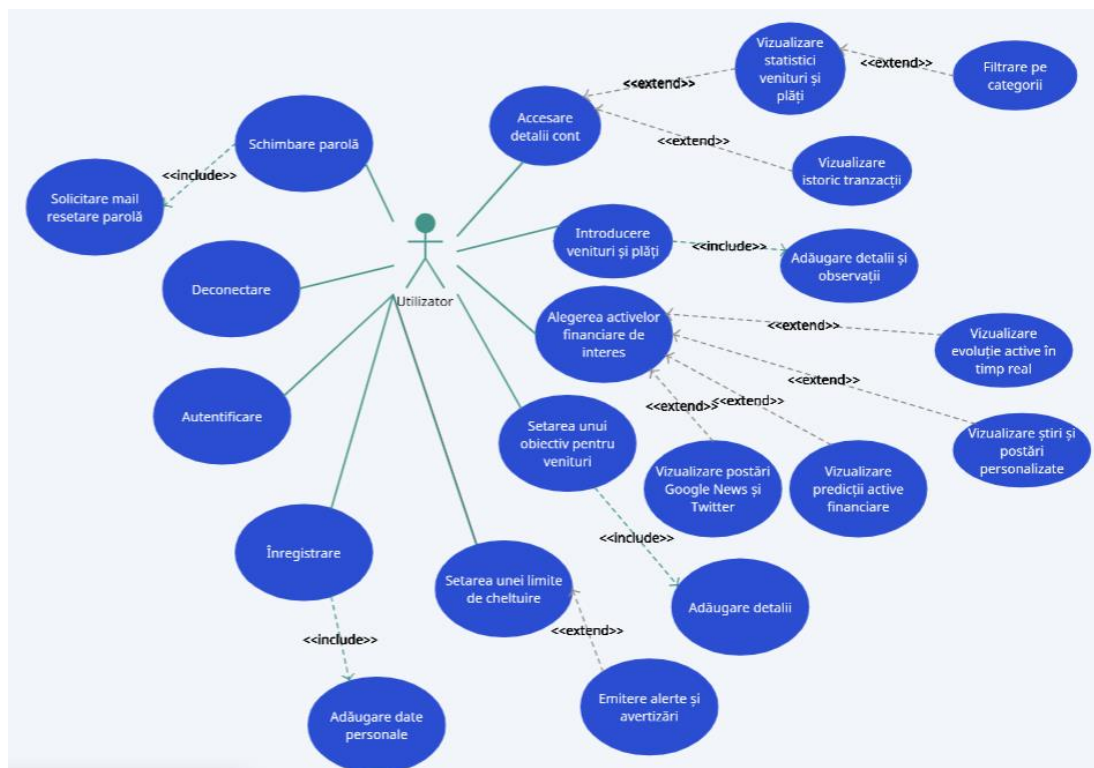 Vizualizare
statistici
venituri și
plăți
<<extend>>
Filtrare pe
categorii
<<extend>>
Accesare
detalii cont
<<extend>>
Vizualizare
istoric tranzacții
Schimbare parolă
<<include>>
Solicitare mail
resetare parolă
Introducere
venituri și plăți
<<include>>
Adăugare detalii și
observații
Deconectare
Utilizator
Alegerea activelor
financiare de
interes
<<extend>>
Vizualizare
evoluție active în
timp real
<<extend>>
<<extend>>
<<extend>>
Autentificare
Setarea unui
obiectiv pentru
venituri
Vizualizare știri și
postări
personalizate
Vizualizare postări
Google News și
Twitter
Vizualizare
predicții active
financiare
<<include>>
Înregistrare
Setarea unei limite
de cheltuire
Adăugare detalii
<<include>>
<<extend>>
Adăugare date
personale
Emitere alerte și
avertizări